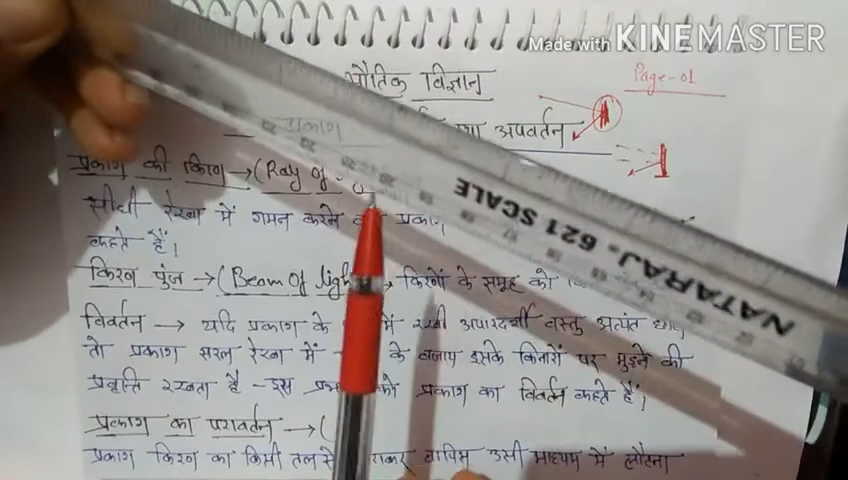 Made with KINEMASTER
भौतिक विज्ञान
Page-01
प्रकाश अपवर्तन
प्रकाश की किरण → (Ray of
सीधी रेखा में गमन करने
कहते हैं।
किरण पुंज → (Beam of light किरणों के समूह को
विवर्तन → यदि प्रकाश के में रखी अपारदर्शी वस्तु अत्यंत
तो प्रकाश सरल रेखा में के बजाय इसके किनारों पर मुड़ने की
प्रवृत्ति रखता है - इस को प्रकाश का विवर्तन कहते हैं।
प्रकाश का परावर्तन → (
प्रकाश किरण का किसी तल से वापिस उसी माध्यम में लौटना
NATARAJ. 621 SCALE